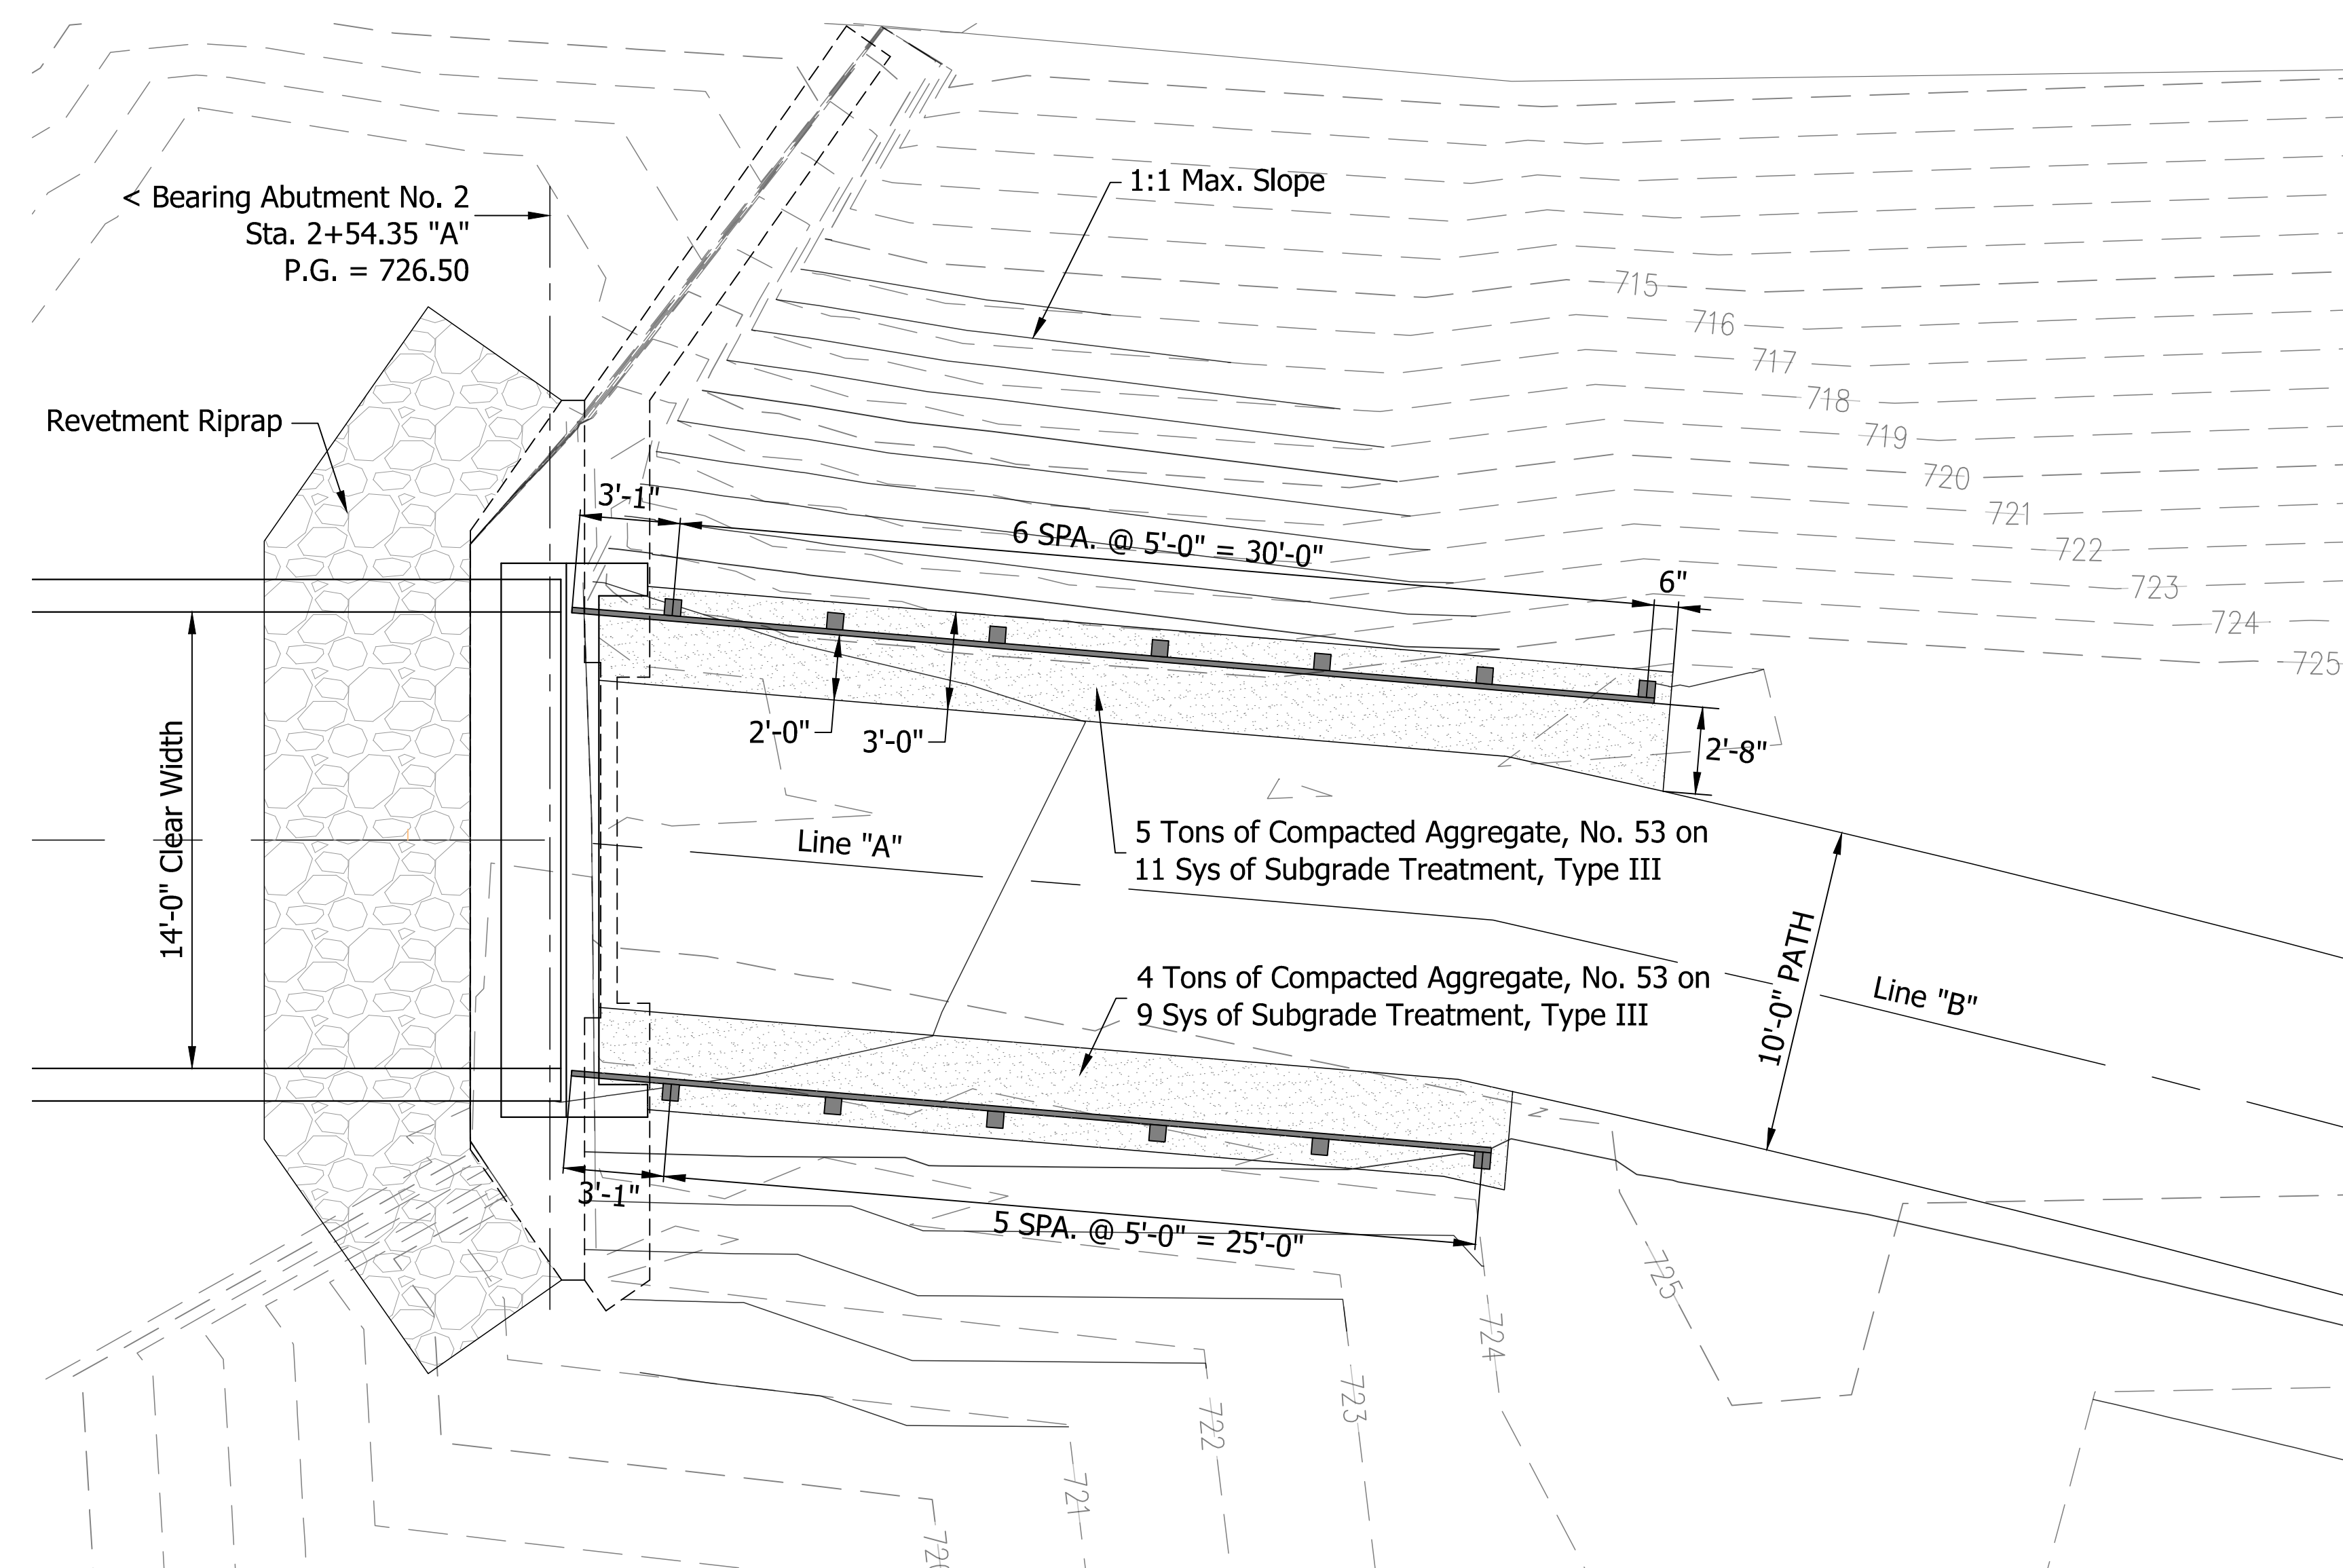 < Bearing Abutment No. 2
Sta. 2+54.35 "A"
P.G. = 726.50
1:1 Max. Slope
715
716
717
718
719
720
721
722
723
724
725
Revetment Riprap
3'-1"
6 SPA. @ 5'-0" = 30'-0"
6"
2'-0"
3'-0"
2'-8"
14'-0" Clear Width
Line "A"
5 Tons of Compacted Aggregate, No. 53 on
11 Sys of Subgrade Treatment, Type III
4 Tons of Compacted Aggregate, No. 53 on
9 Sys of Subgrade Treatment, Type III
10'-0" PATH
Line "B"
3'-1"
5 SPA. @ 5'-0" = 25'-0"
725
724
723
722
721
720